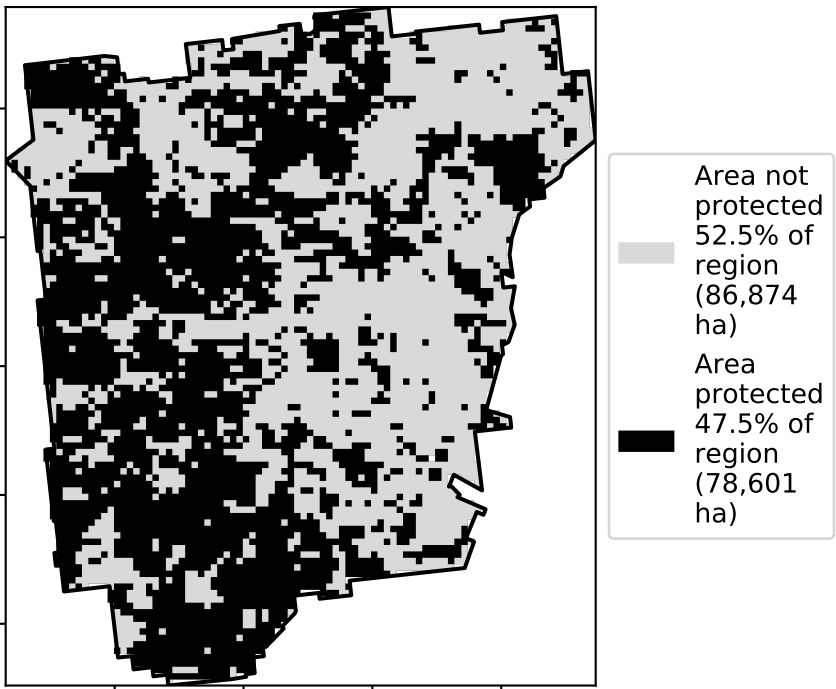 Area not
protected
52.5% of
region
(86,874
ha)
Area
protected
47.5% of
region
(78,601
ha)